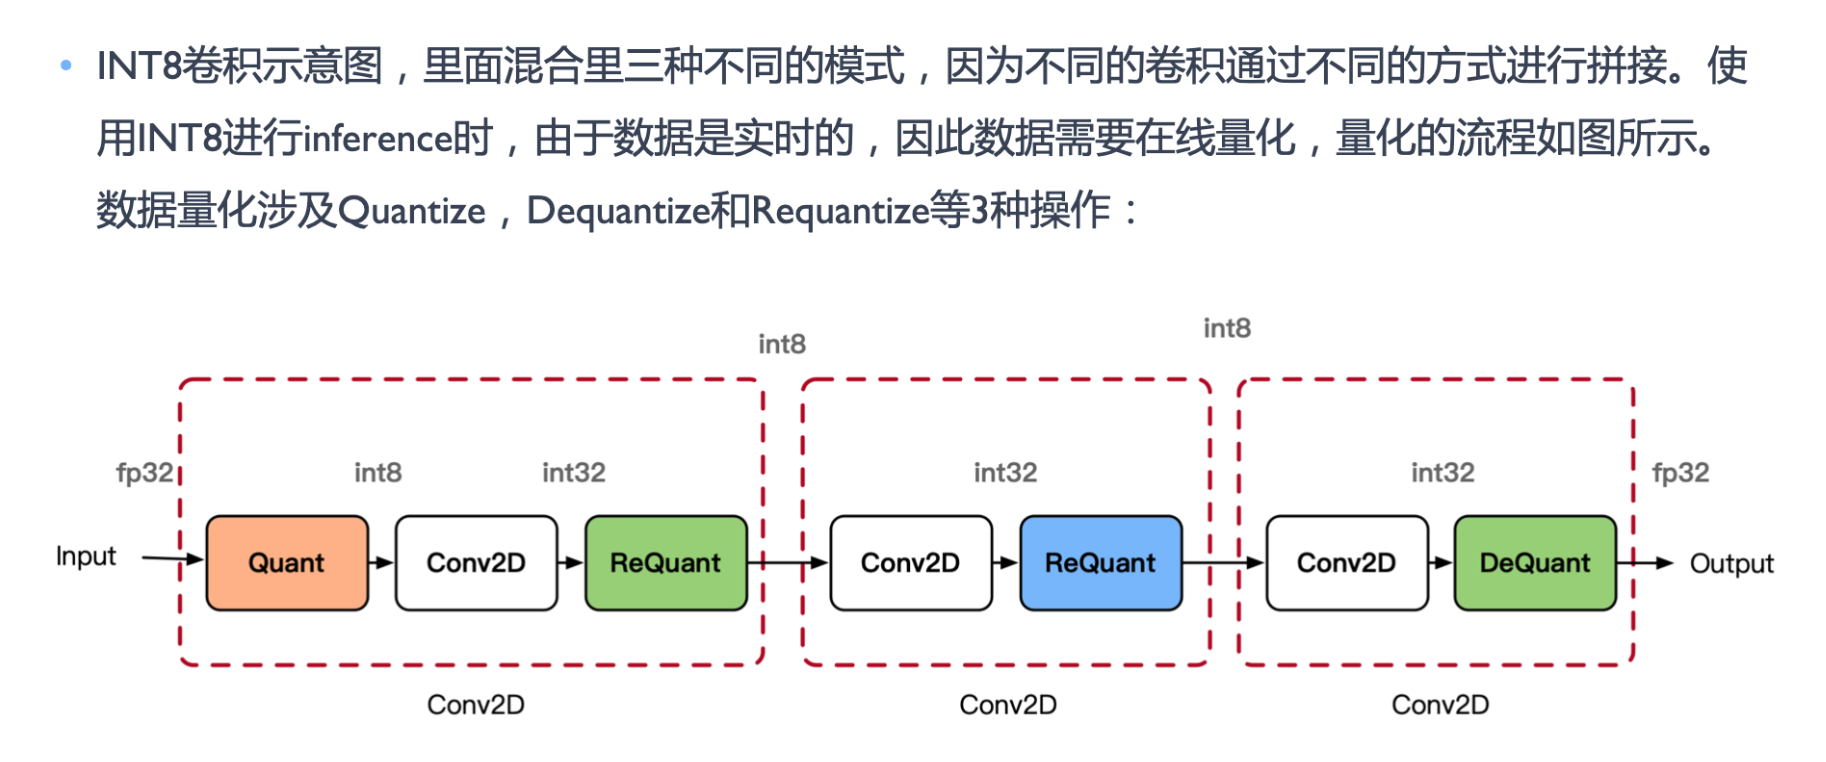 • INT8卷积示意图，里面混合里三种不同的模式，因为不同的卷积通过不同的方式进行拼接。使
用INT8进行inference时，由于数据是实时的，因此数据需要在线量化，量化的流程如图所示。
数据量化涉及Quantize，Dequantize和Requantize等3种操作：
int8
int8
fp32
int8
int32
int32
int32
fp32
Input
Quant
Conv2D
ReQuant
Conv2D
ReQuant
Conv2D
DeQuant
Output
Conv2D
Conv2D
Conv2D